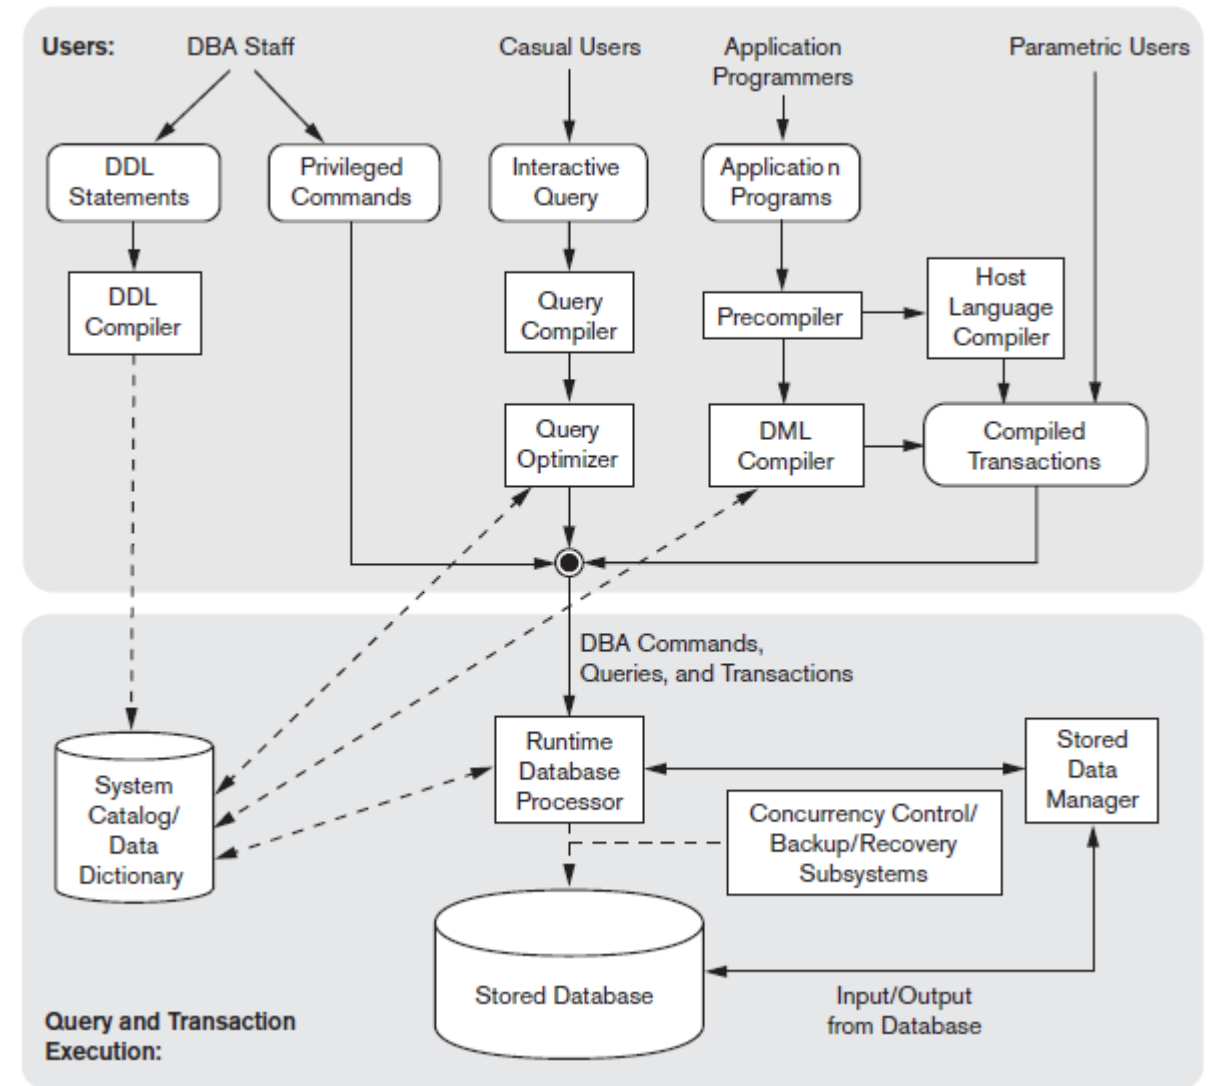 Users:
DBA Staff
Casual Users
Application
Programmers
Parametric Users
DDL
Statements
Privileged
Commands
Interactive
Query
Application
Programs
DDL
Compiler
Query
Compiler
Precompiler
Host
Language
Compiler
Query
Optimizer
DML
Compiler
Compiled
Transactions
DBA Commands,
Queries, and Transactions
System
Catalog/
Data
Dictionary
Runtime
Database
Processor
Stored
Data
Manager
Concurrency Control/
Backup/Recovery
Subsystems
Stored Database
Input/Output
from Database
Query and Transaction
Execution: